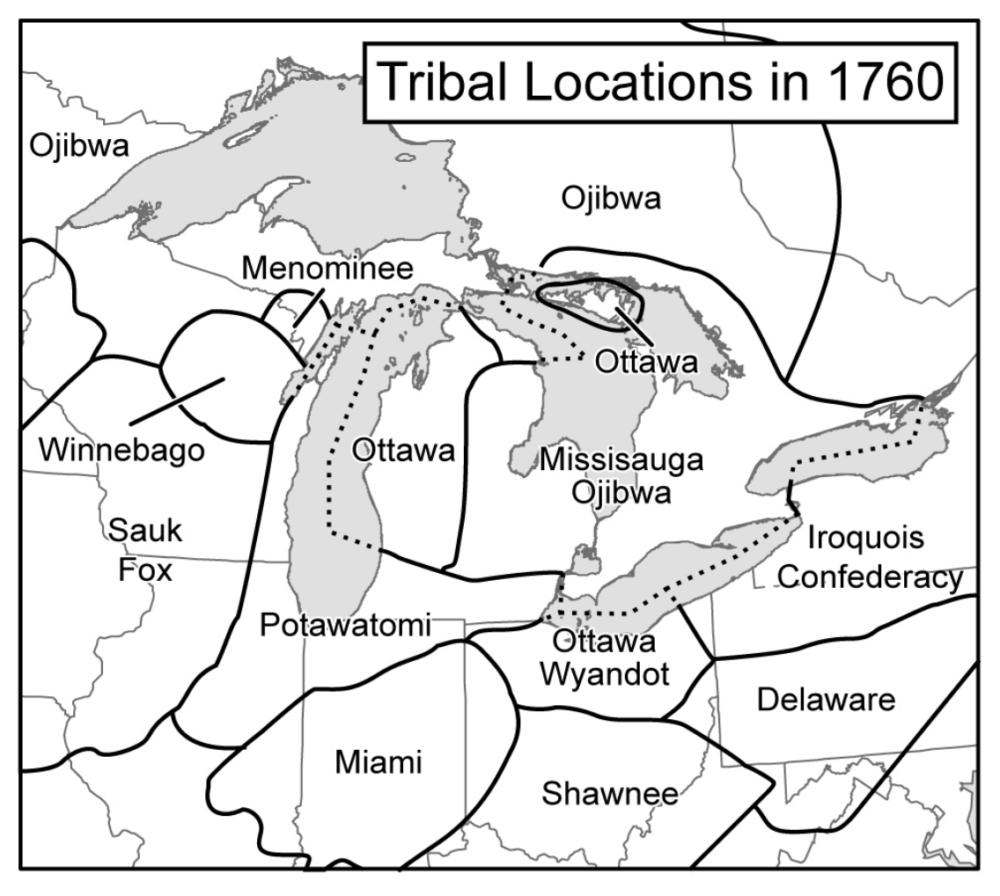 Tribal Locations in 1760
Ojibwa
Ojibwa
Menominee
Ottawa
Winnebago
Ottawa
Missisauga
Ojibwa
Sauk
Fox
Iroquois
Confederacy
Potawatomi
Ottawa
Wyandot
Delaware
Miami
Shawnee